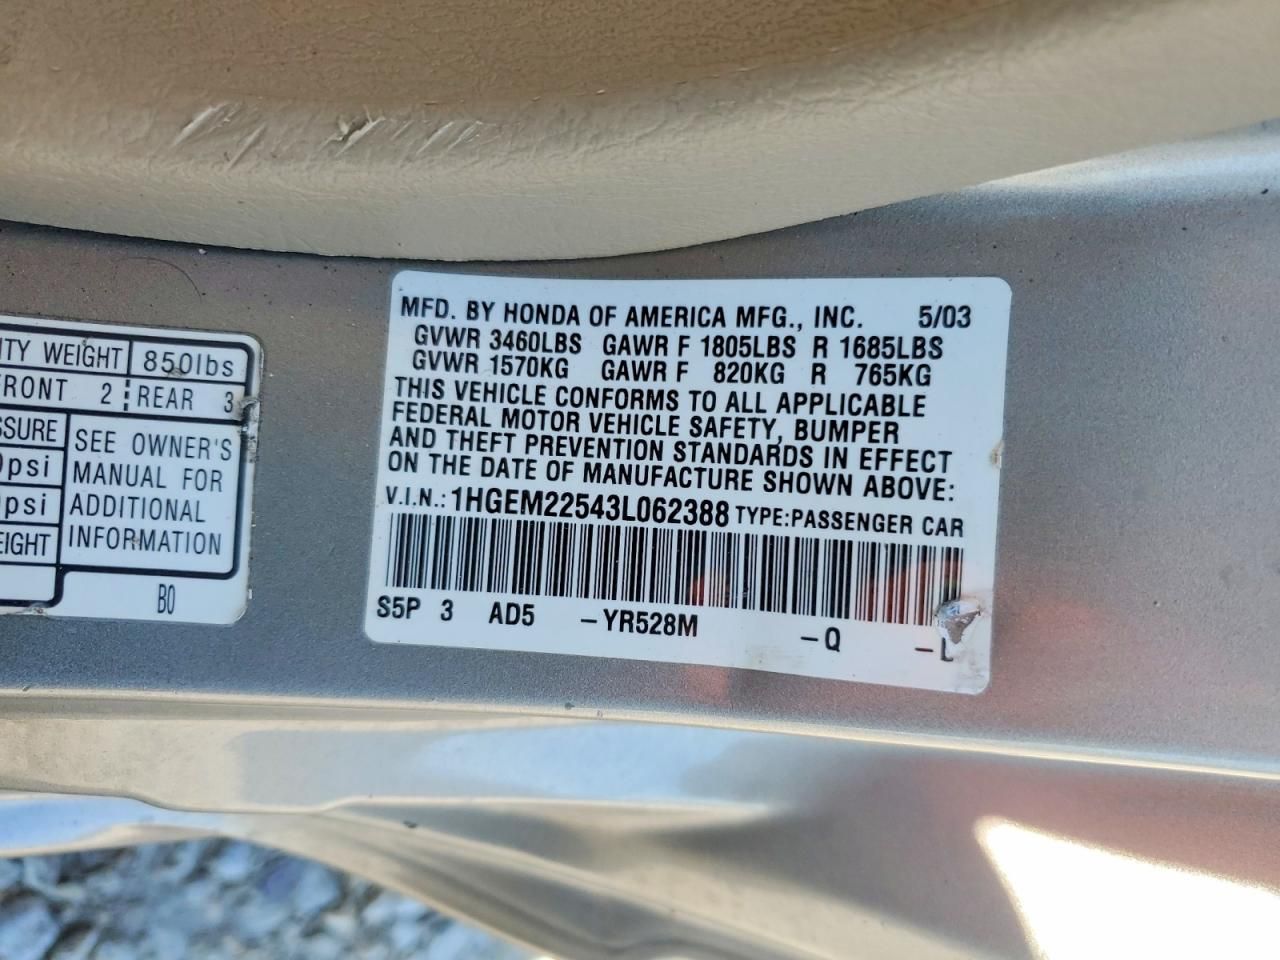 MFD. BY HONDA OF AMERICA MFG., INC. 5/03
GVWR 3460LBS GAWR F 1805LBS R 1685LBS
GVWR 1570KG GAWR F 820KG R 765KG
THIS VEHICLE CONFORMS TO ALL APPLICABLE
FEDERAL MOTOR VEHICLE SAFETY, BUMPER
AND THEFT PREVENTION STANDARDS IN EFFECT
ON THE DATE OF MANUFACTURE SHOWN ABOVE:
V.I.N.: 1HGEM22543L062388 TYPE:PASSENGER CAR
S5P 3 AD5 -YR528M -Q -L
ITY WEIGHT 850lbs
FRONT 2 REAR 3
SSURE
psi
psi
EIGHT
SEE OWNER'S
MANUAL FOR
ADDITIONAL
INFORMATION
B0